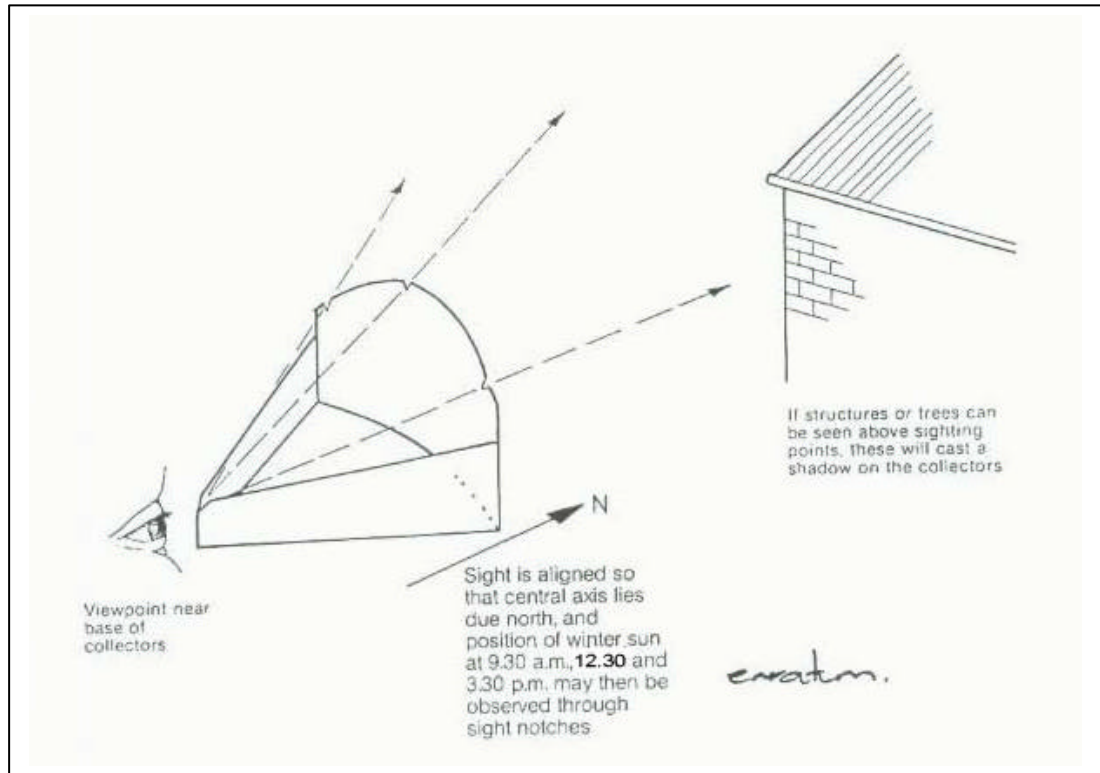 If structures or trees can
be seen above sighting
points, these will cast a
shadow on the collectors
N
Viewpoint near
base of
collectors
Sight is aligned so
that central axis lies
due north, and
position of winter sun
at 9.30 a.m., 12.30 and
3.30 p.m. may then be
observed through
sight notches
erratum.